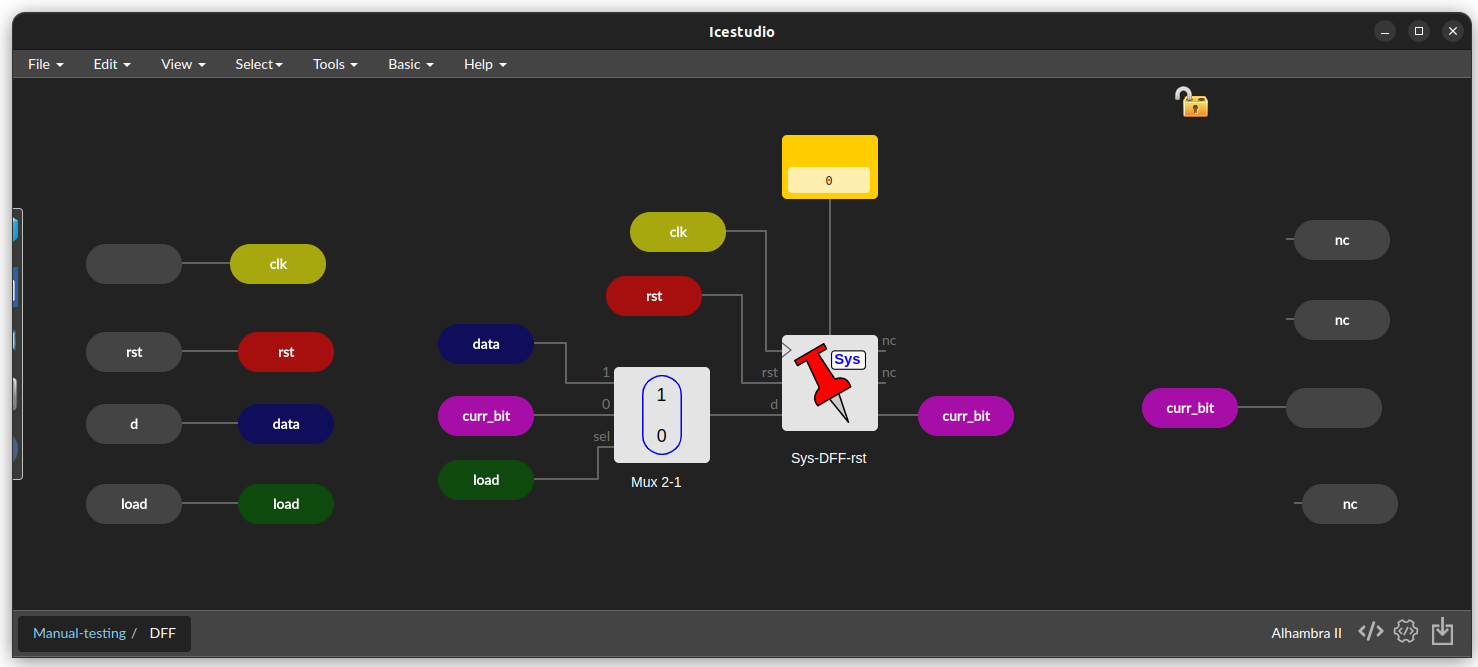 Icestudio
File Edit View Select Tools Basic Help
0
clk
nc
clk
rst
nc
data
nc
rst
rst
Sys
nc
1
rst
1
d
data
curr_bit
0
0
d
curr_bit
curr_bit
sel
Sys-DFF-rst
load
Mux 2-1
load
load
nc
Manual-testing / DFF
Alhambra II